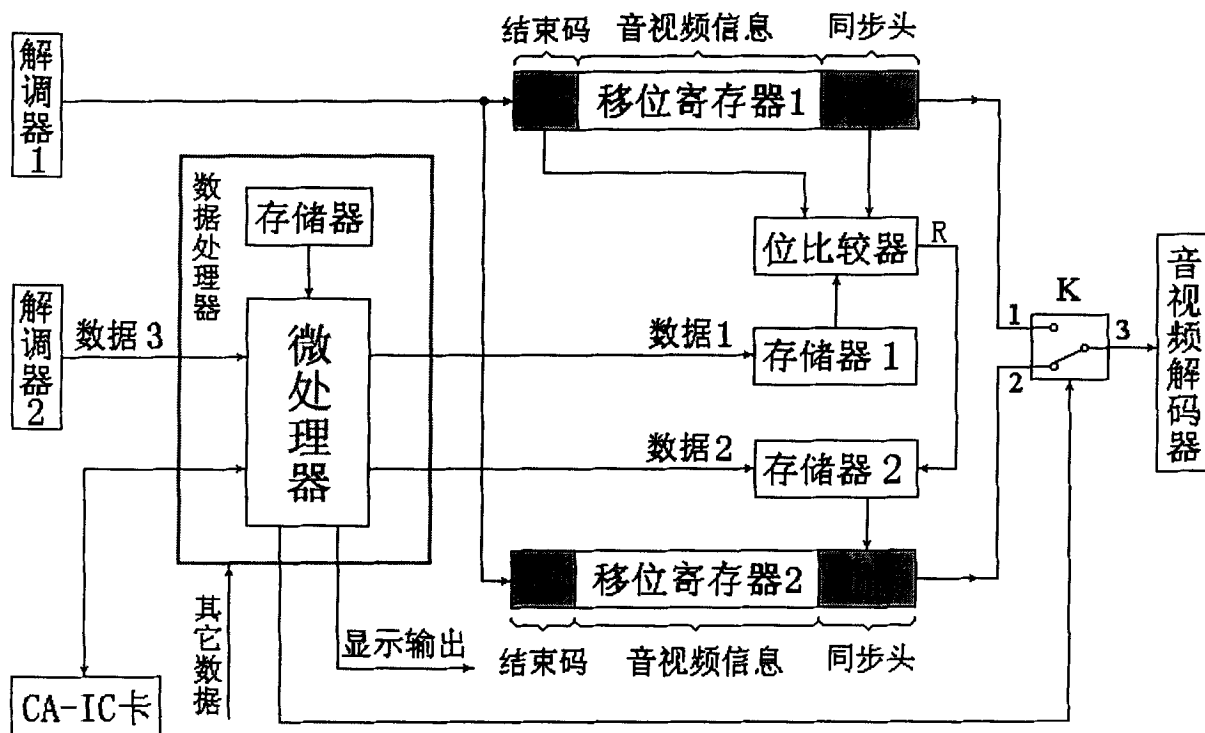 结束码 音视频信息 同步头
解调器1
移位寄存器1
数据处理器
存储器
位比较器 R
解调器2
数据3
微处理器
数据1
存储器1
K
1
2
3
音视频解码器
数据2
存储器2
移位寄存器2
结束码 音视频信息 同步头
其它数据
显示输出
CA-IC卡